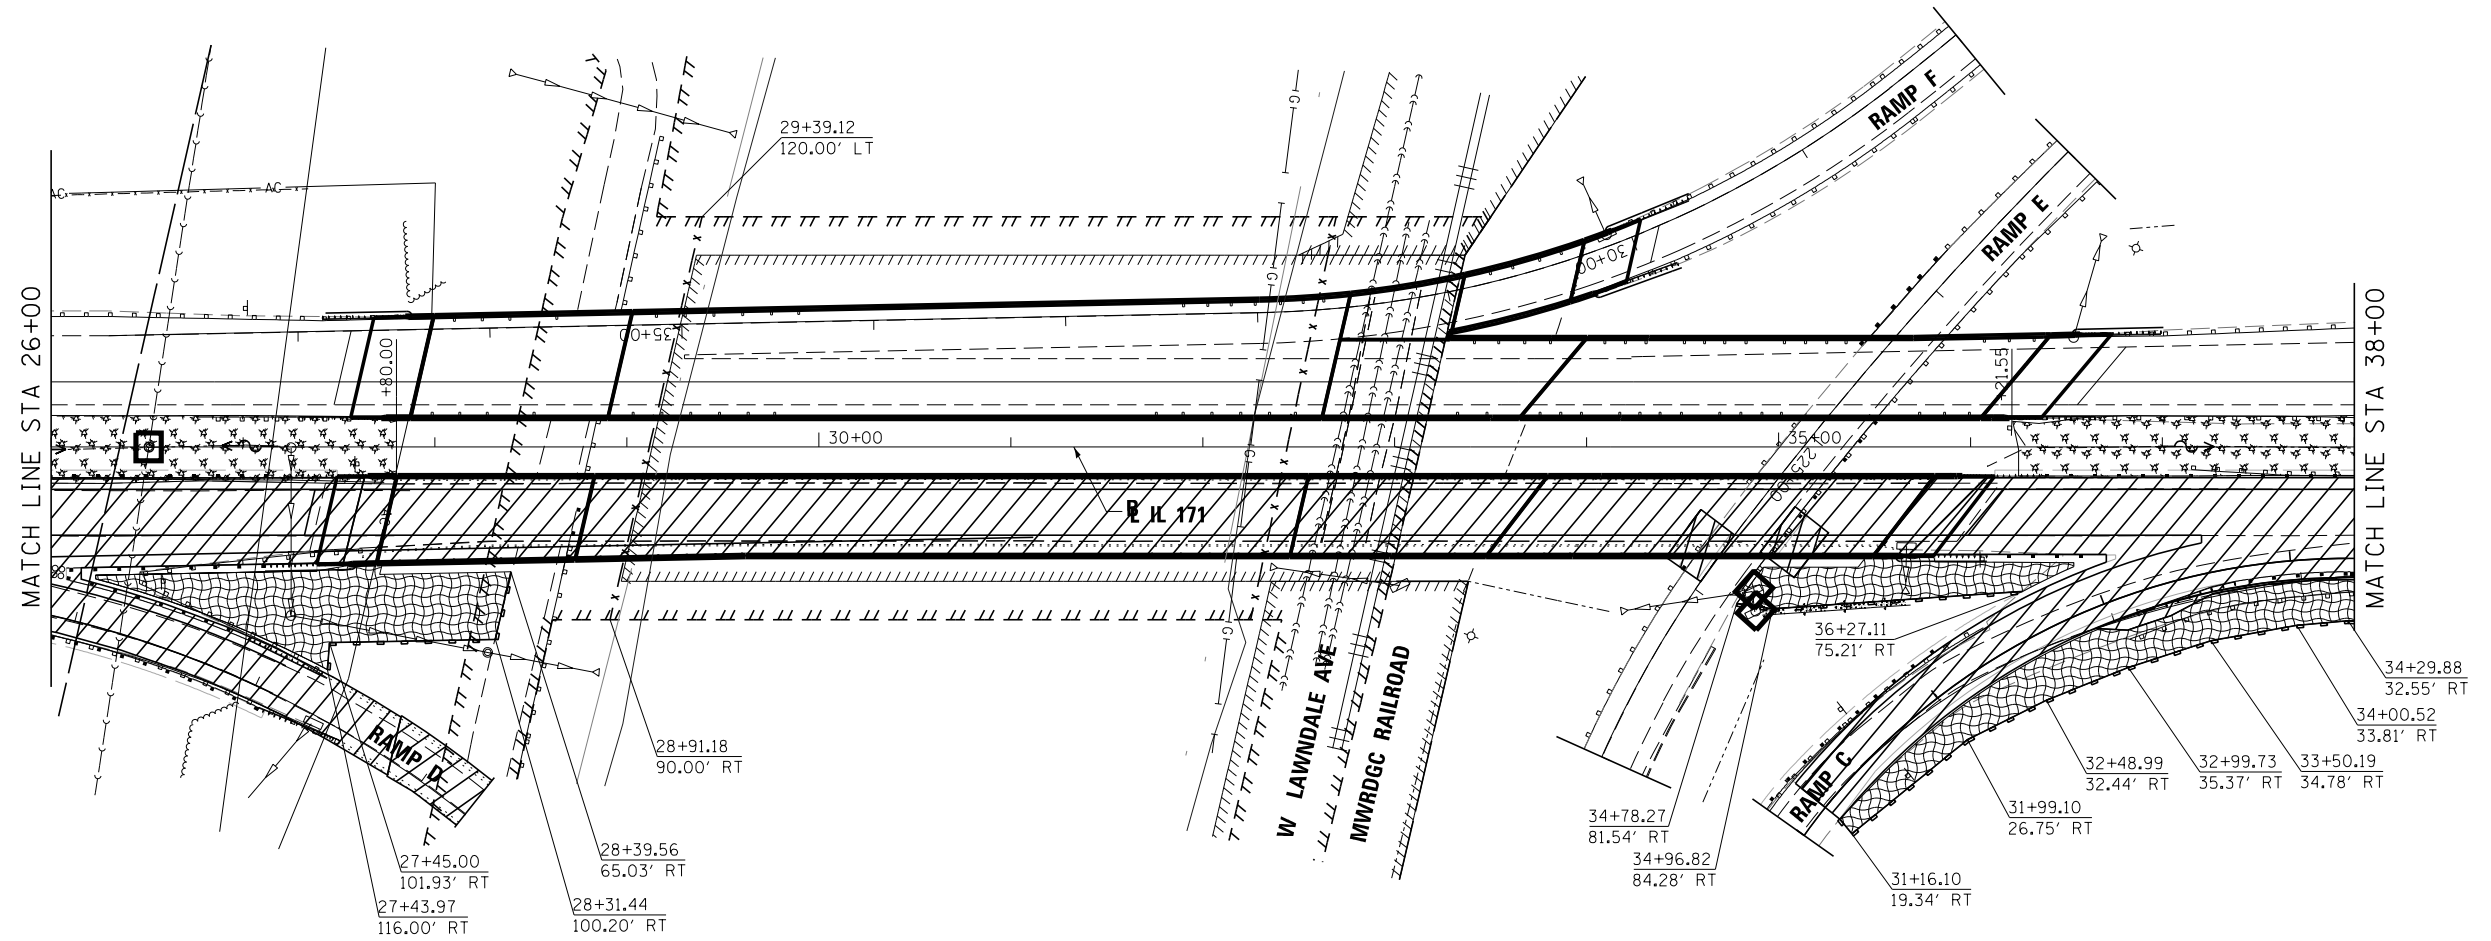 29+39.12
120.00' LT
RAMP F
RAMP E
AC
AC
30+00
35+00
+80.00
+21.55
MATCH LINE STA 26+00
MATCH LINE STA 38+00
30+00
35+00
225+00
IL 171
36+27.11
75.21' RT
34+29.88
32.55' RT
34+00.52
33.81' RT
28+91.18
90.00' RT
W LAWNDALE AVE
MWRDGC RAILROAD
RAMP D
RAMP C
32+48.99
32.44' RT
32+99.73
35.37' RT
33+50.19
34.78' RT
31+99.10
26.75' RT
34+78.27
81.54' RT
34+96.82
84.28' RT
28+39.56
65.03' RT
27+45.00
101.93' RT
31+16.10
19.34' RT
27+43.97
116.00' RT
28+31.44
100.20' RT